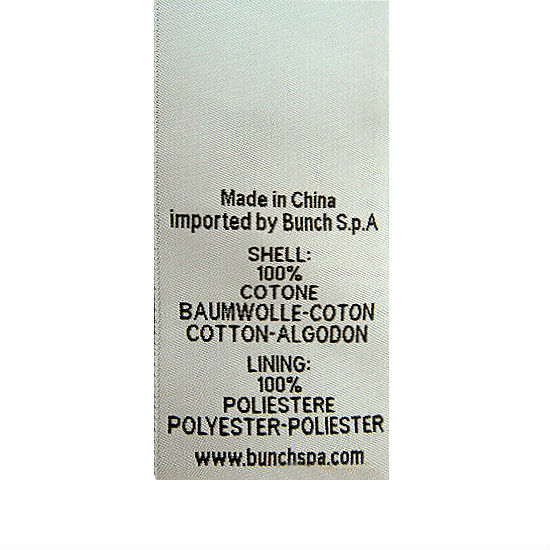 Made in China
imported by Bunch S.p.A
SHELL:
100%
COTONE
BAUMWOLLE-COTON
COTTON-ALGODON
LINING:
100%
POLIESTERE
POLYESTER-POLIESTER
www.bunchspa.com